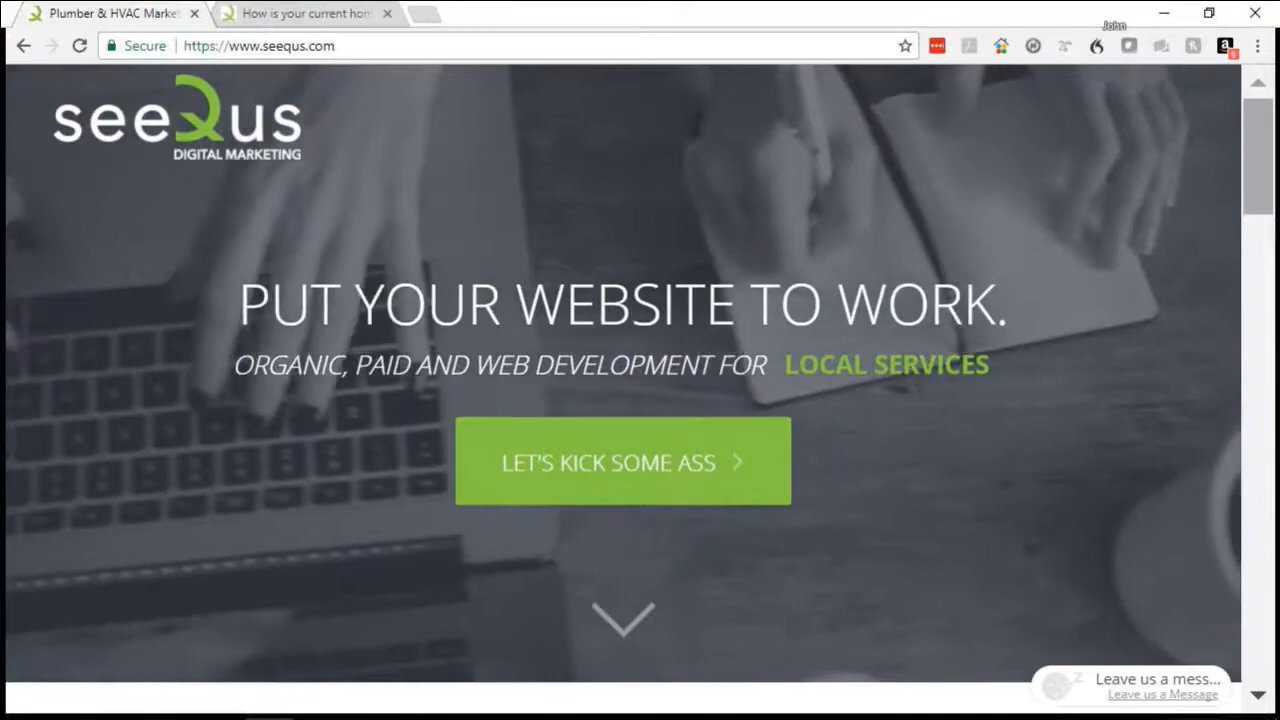 Plumber & HVAC Marke
How is your current hom
John
Secure
https://www.seequs.com
seeQus
DIGITAL MARKETING
PUT YOUR WEBSITE TO WORK.
ORGANIC, PAID AND WEB DEVELOPMENT FOR LOCAL SERVICES
LET'S KICK SOME ASS
Leave us a mess...
Leave us a Message